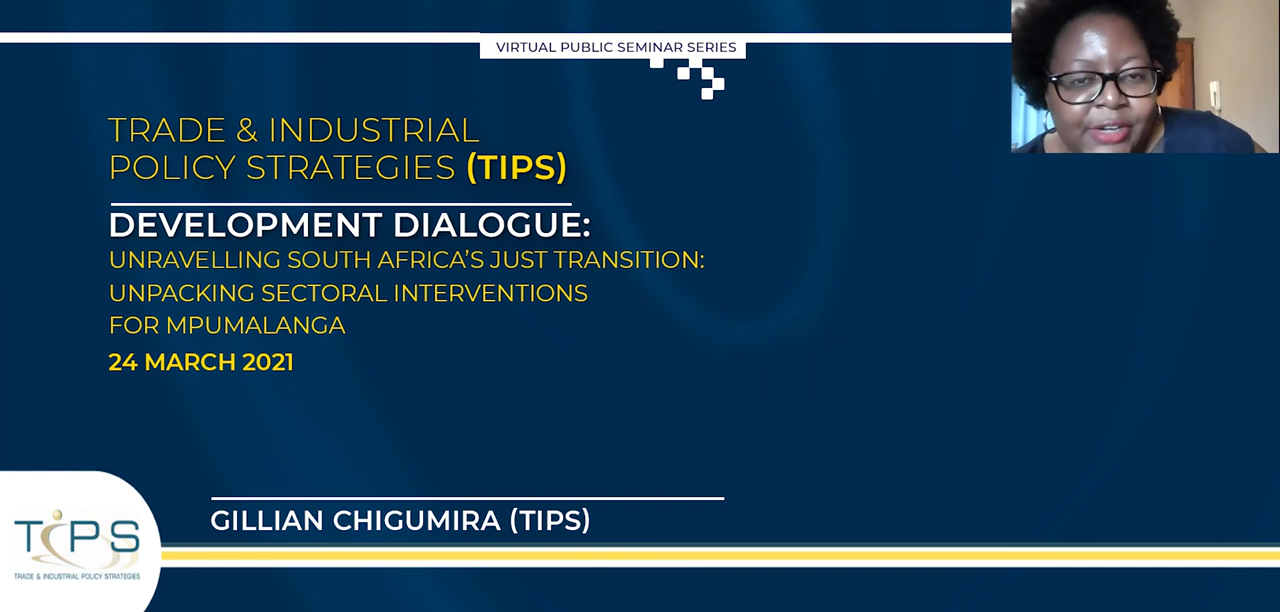 VIRTUAL PUBLIC SEMINAR SERIES
TRADE & INDUSTRIAL
POLICY STRATEGIES (TIPS)
DEVELOPMENT DIALOGUE:
UNRAVELLING SOUTH AFRICA'S JUST TRANSITION:
UNPACKING SECTORAL INTERVENTIONS
FOR MPUMALANGA
24 MARCH 2021
GILLIAN CHIGUMIRA (TIPS)
TIPS
TRADE & INDUSTRIAL POLICY STRATEGIES